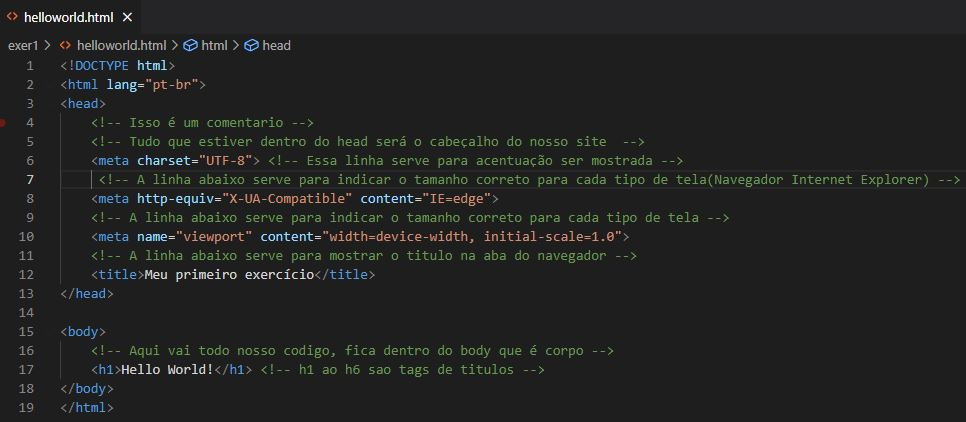 helloworld.html ×
exer1 > helloworld.html > html > head
1 <!DOCTYPE html>
2 <html lang="pt-br">
3 <head>
4 <!-- Isso é um comentario -->
5 <!-- Tudo que estiver dentro do head será o cabeçalho do nosso site  -->
6 <meta charset="UTF-8"> <!-- Essa linha serve para acentuação ser mostrada -->
7 <!-- A linha abaixo serve para indicar o tamanho correto para cada tipo de tela(Navegador Internet Explorer) -->
8 <meta http-equiv="X-UA-Compatible" content="IE=edge">
9 <!-- A linha abaixo serve para indicar o tamanho correto para cada tipo de tela -->
10 <meta name="viewport" content="width=device-width, initial-scale=1.0">
11 <!-- A linha abaixo serve para mostrar o titulo na aba do navegador -->
12 <title>Meu primeiro exercício</title>
13 </head>
14
15 <body>
16 <!-- Aqui vai todo nosso codigo, fica dentro do body que é corpo -->
17 <h1>Hello World!</h1> <!-- h1 ao h6 sao tags de titulos -->
18 </body>
19 </html>